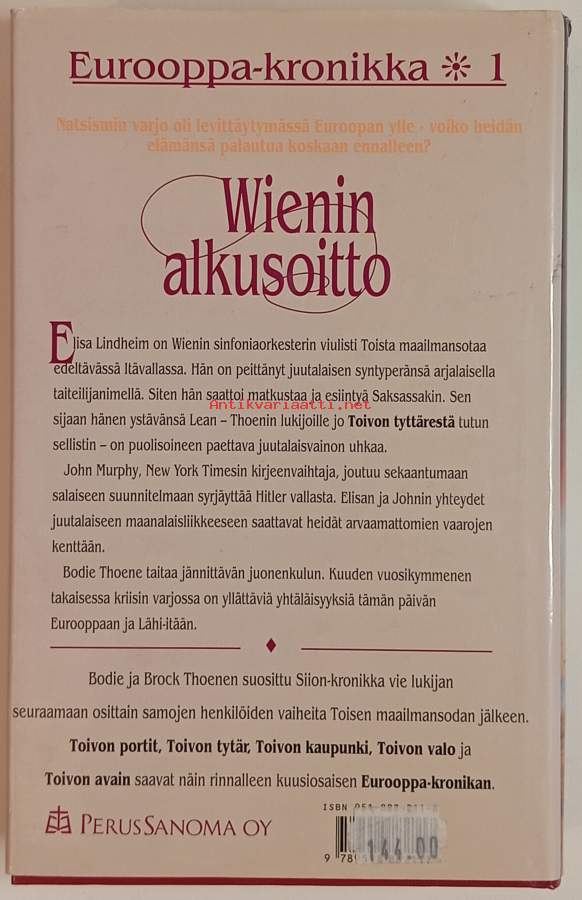 Eurooppa-kronikka ☼ 1
Natsismin varjo oli levittäytymässä Euroopan ylle - voiko heidän
elämänsä palautua koskaan ennalleen?
Wienin
alkusoitto
Elisa Lindheim on Wienin sinfoniaorkesterin viulisti Toista maailmansotaa
edeltävässä Itävallassa. Hän on peittänyt juutalaisen syntyperänsä arjalaisella
taiteilijanimellä. Siten hän saattoi matkustaa ja esiintyä Saksassakin. Sen
Antikvariaatti.net
sijaan hänen ystävänsä Lean – Thoenin lukijoille jo Toivon tyttärestä tutun
sellistin – on puolisoineen paettava juutalaisvainon uhkaa.
John Murphy, New York Timesin kirjeenvaihtaja, joutuu sekaantumaan
salaiseen suunnitelmaan syrjäyttää Hitler vallasta. Elisan ja Johnin yhteydet
juutalaiseen maanalaisliikkeeseen saattavat heidät arvaamattomien vaarojen
kenttään.
Bodie Thoene taitaa jännittävän juonenkulun. Kuuden vuosikymmenen
takaisessa kriisin varjossa on yllättäviä yhtäläisyyksiä tämän päivän
Eurooppaan ja Lähi-itään.
Bodie ja Brock Thoenen suosittu Siion-kronikka vie lukijan
seuraamaan osittain samojen henkilöiden vaiheita Toisen maailmansodan jälkeen.
Toivon portit, Toivon tytär, Toivon kaupunki, Toivon valo ja
Toivon avain saavat näin rinnalleen kuusiosaisen Eurooppa-kronikan.
ISBN
PERUSSANOMA OY
144.00
9 789